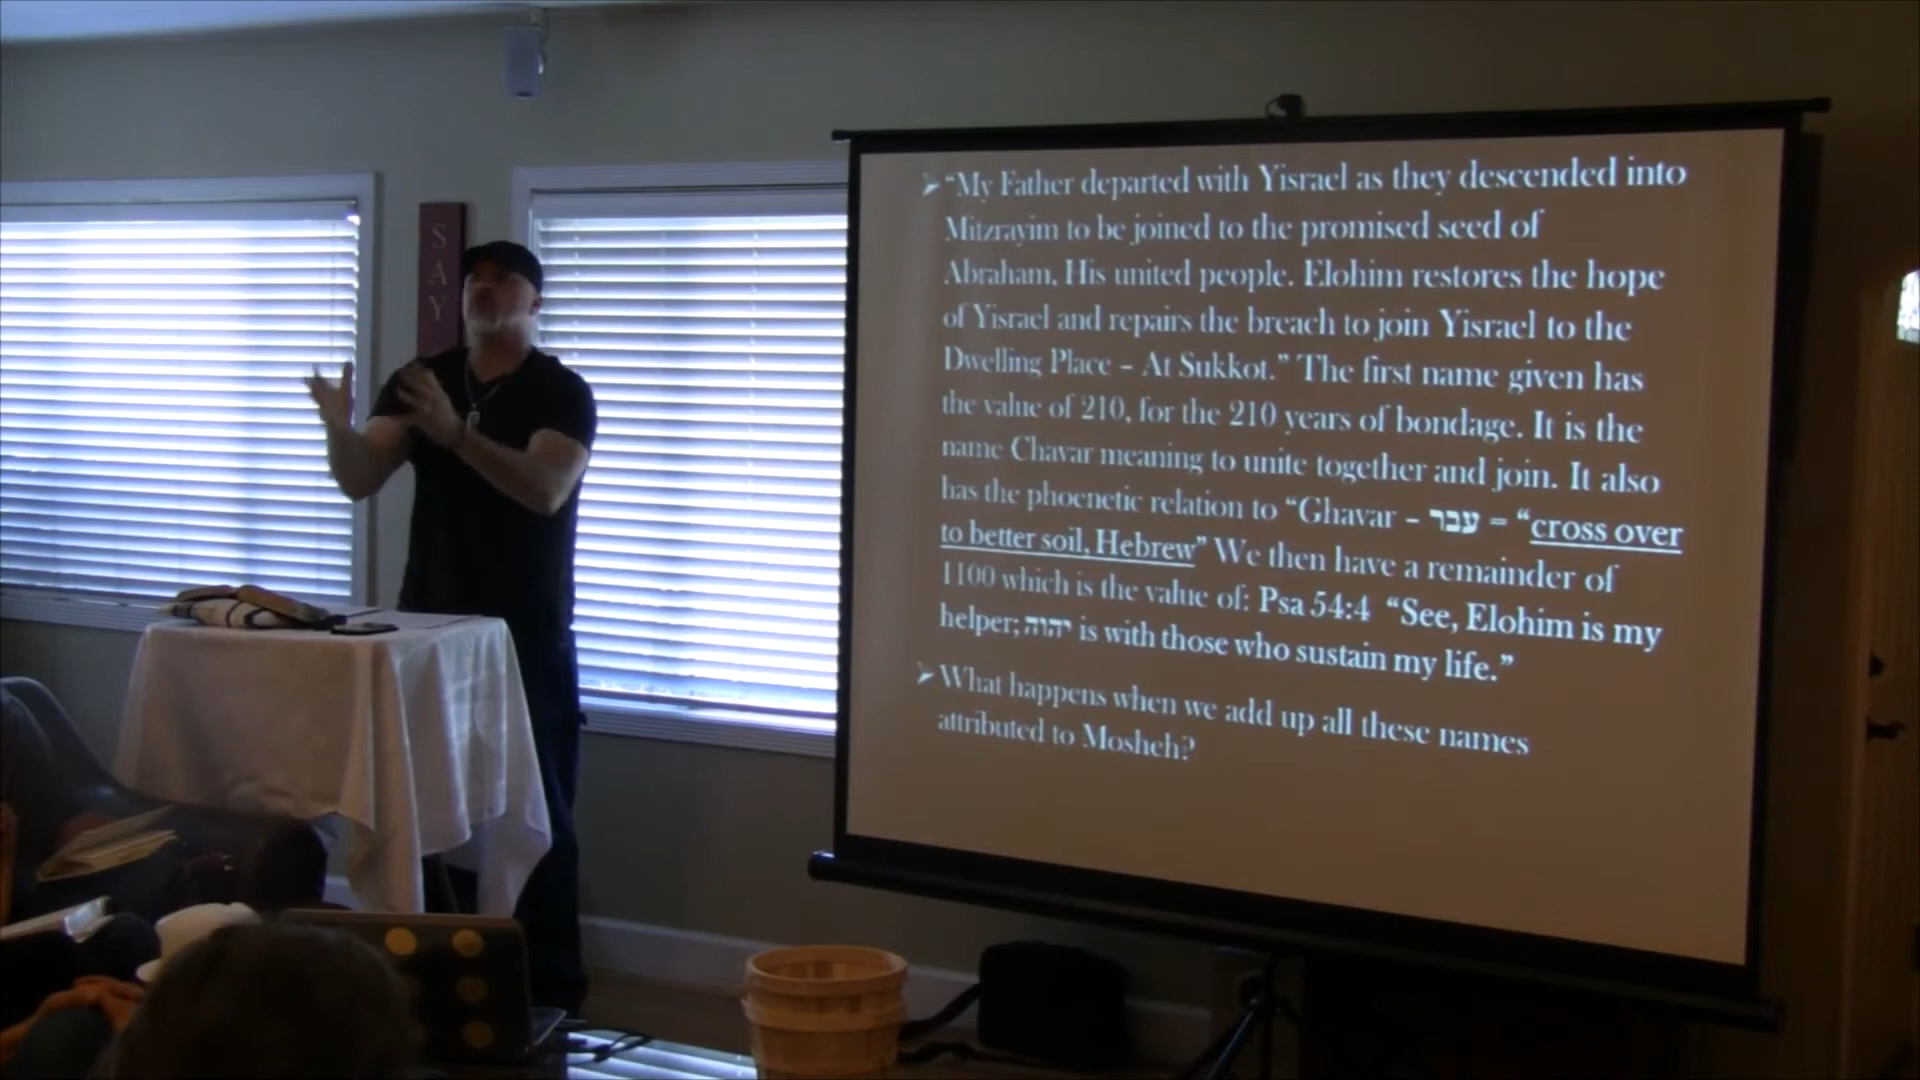 SAY
➢ “My Father departed with Yisrael as they descended into
Mitzrayim to be joined to the promised seed of
Abraham, His united people. Elohim restores the hope
of Yisrael and repairs the breach to join Yisrael to the
Dwelling Place – At Sukkot.” The first name given has
the value of 210, for the 210 years of bondage. It is the
name Chavar meaning to unite together and join. It also
has the phoenetic relation to “Ghavar – עבר = “cross over
to better soil, Hebrew” We then have a remainder of
1100 which is the value of: Psa 54:4 “See, Elohim is my
helper; יהוה is with those who sustain my life.”
➢ What happens when we add up all these names
attributed to Mosheh?